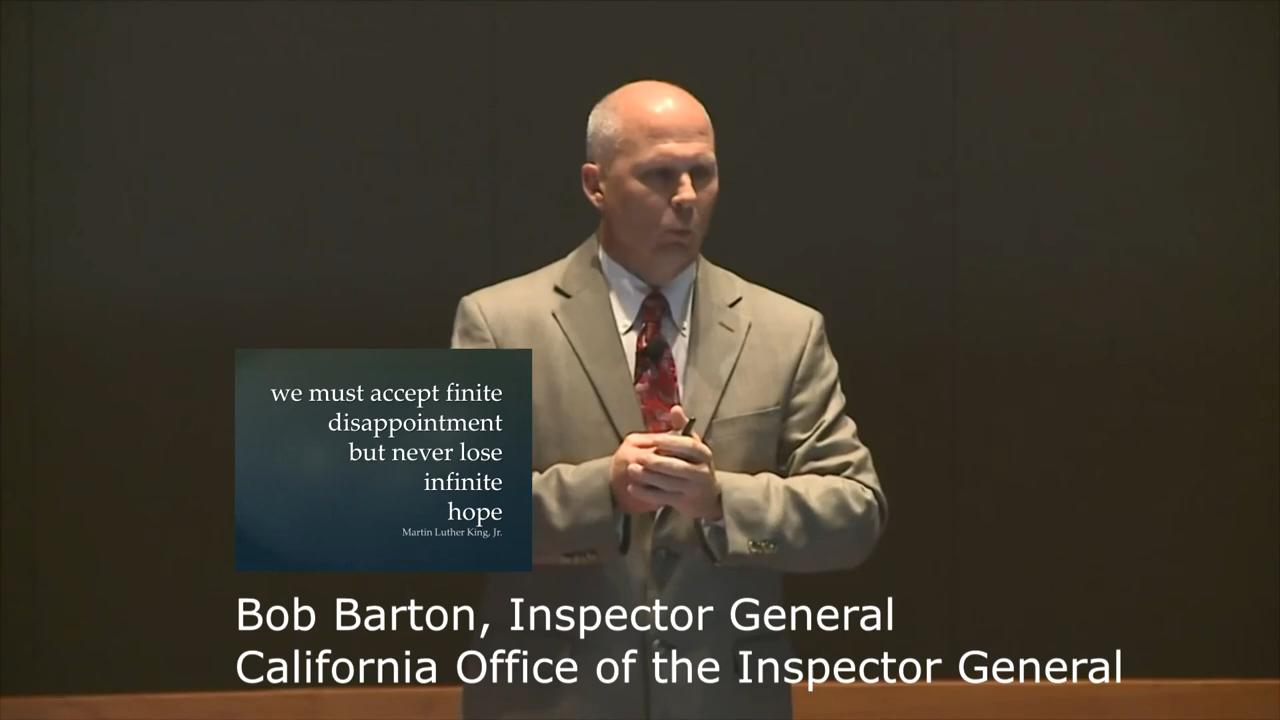 we must accept finite
disappointment
but never lose
infinite
hope
Martin Luther King, Jr.
Bob Barton, Inspector General
California Office of the Inspector General